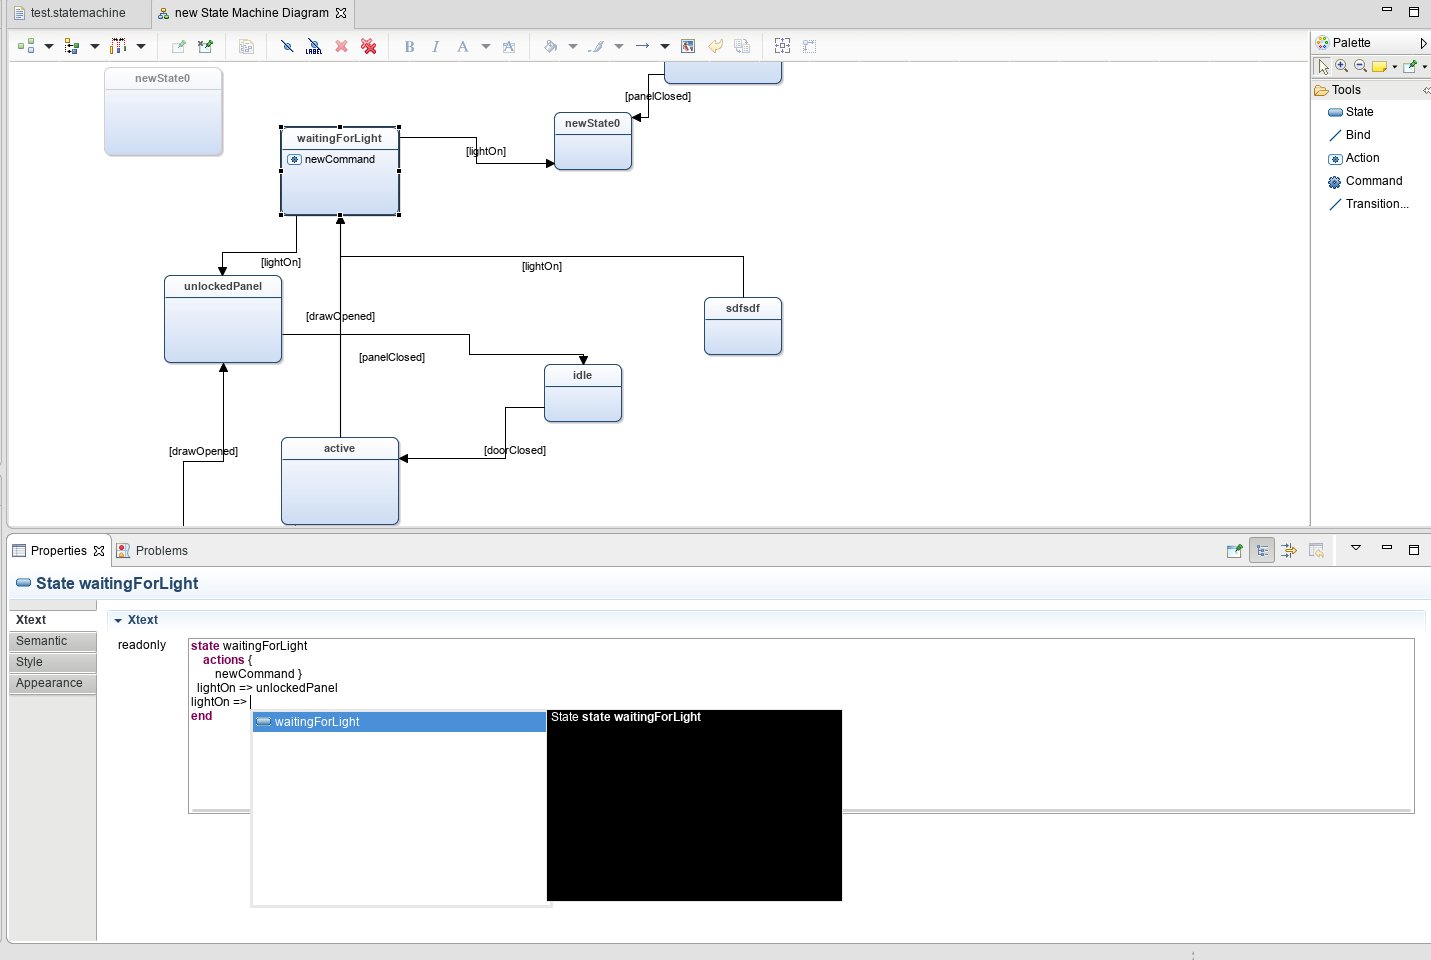 test.statemachine
new State Machine Diagram
LABEL
B I A A
Palette
Tools
State
Bind
Action
Command
Transition...
newState0
[panelClosed]
newState0
waitingForLight
newCommand
[lightOn]
[lightOn]
[lightOn]
unlockedPanel
sdfsdf
[drawOpened]
[panelClosed]
idle
[drawOpened]
active
[doorClosed]
Properties
Problems
State waitingForLight
Xtext
Semantic
Style
Appearance
Xtext
readonly
state waitingForLight
actions {
newCommand }
lightOn => unlockedPanel
lightOn =>
end
waitingForLight
State state waitingForLight